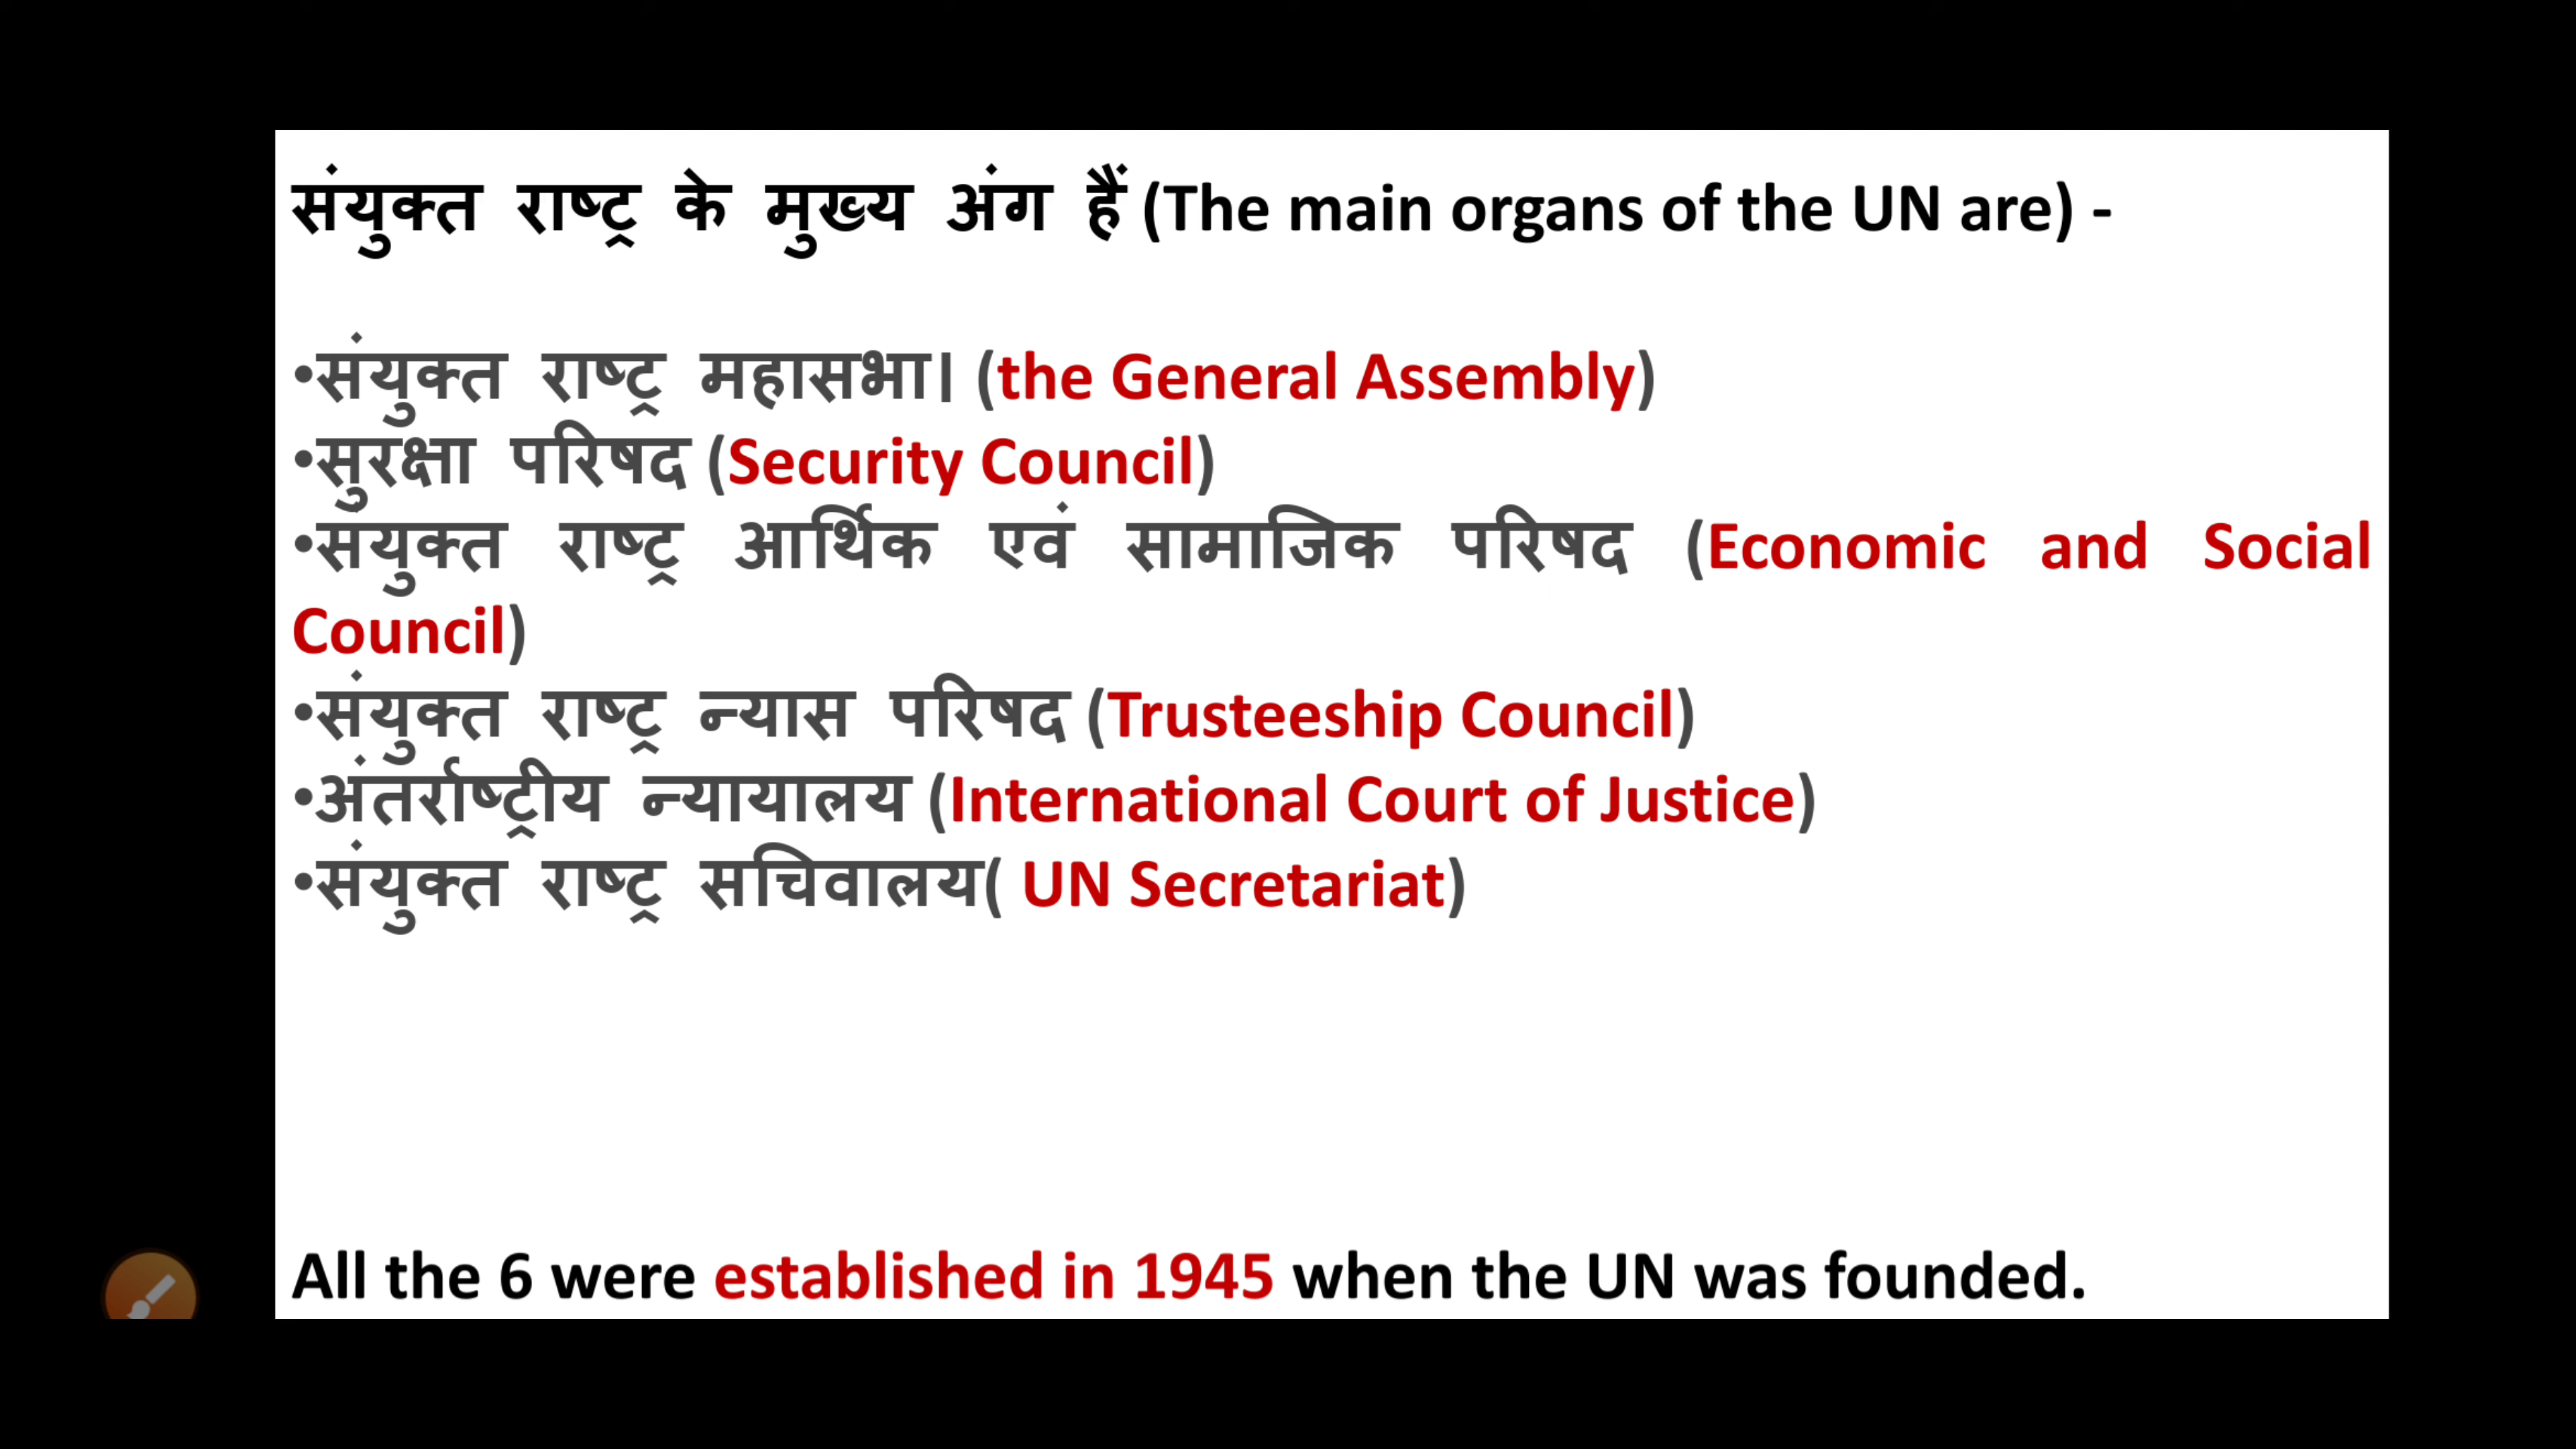 संयुक्त राष्ट्र के मुख्य अंग हैं (The main organs of the UN are) -
•संयुक्त राष्ट्र महासभा। (the General Assembly)
•सुरक्षा परिषद (Security Council)
•संयुक्त राष्ट्र आर्थिक एवं सामाजिक परिषद (Economic and Social
Council)
•संयुक्त राष्ट्र न्यास परिषद (Trusteeship Council)
•अंतर्राष्ट्रीय न्यायालय (International Court of Justice)
•संयुक्त राष्ट्र सचिवालय( UN Secretariat)
All the 6 were established in 1945 when the UN was founded.